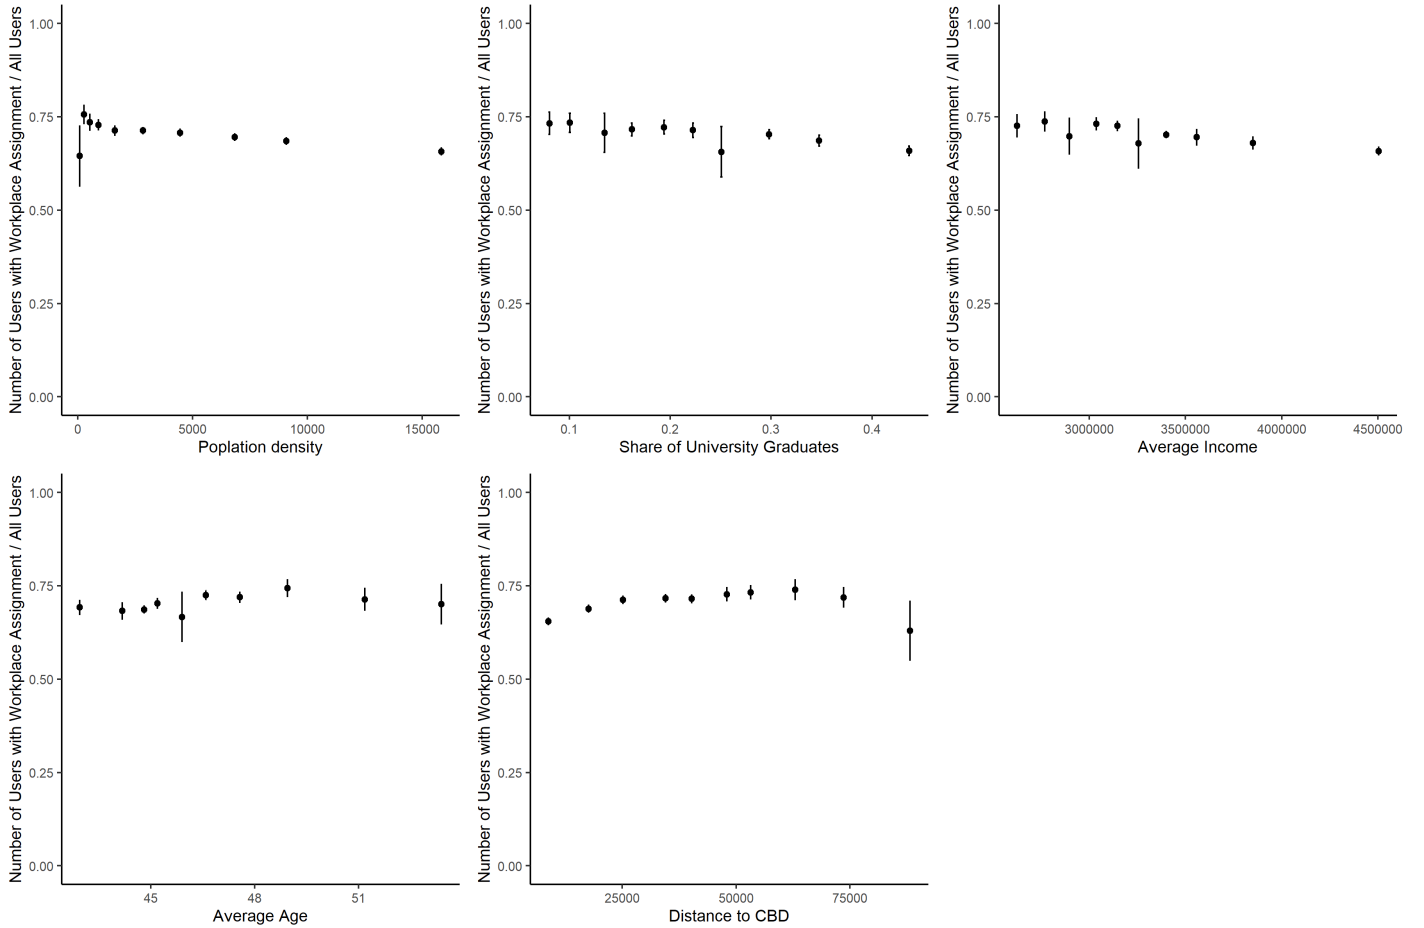 Number of Users with Workplace Assignment / All Users
1.00
0.75
0.50
0.25
0.00
0 5000 10000 15000
Poplation density
Number of Users with Workplace Assignment / All Users
1.00
0.75
0.50
0.25
0.00
0.1 0.2 0.3 0.4
Share of University Graduates
Number of Users with Workplace Assignment / All Users
1.00
0.75
0.50
0.25
0.00
3000000 3500000 4000000 4500000
Average Income
Number of Users with Workplace Assignment / All Users
1.00
0.75
0.50
0.25
0.00
45 48 51
Average Age
Number of Users with Workplace Assignment / All Users
1.00
0.75
0.50
0.25
0.00
25000 50000 75000
Distance to CBD